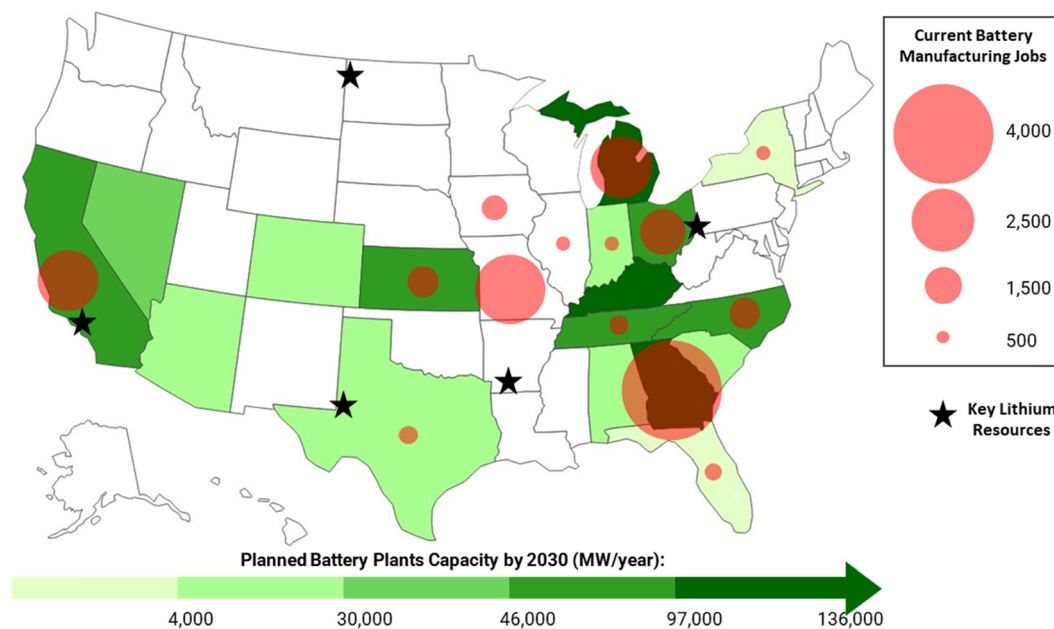 Current Battery
Manufacturing Jobs
4,000
2,500
1,500
500
Key Lithium
Resources
Planned Battery Plants Capacity by 2030 (MW/year):
4,000 30,000 46,000 97,000 136,000